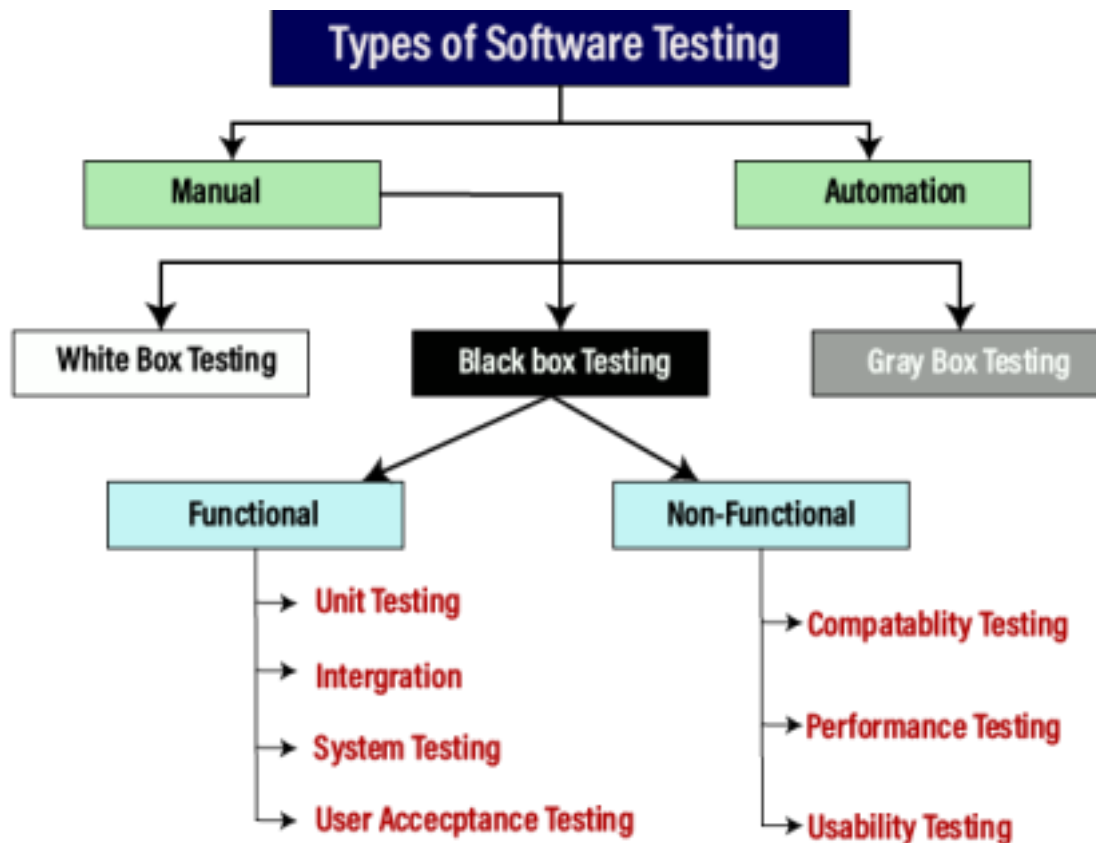 Types of Software Testing
Manual
Automation
White Box Testing
Black box Testing
Gray Box Testing
Functional
Non-Functional
Unit Testing
Intergration
System Testing
User Accecptance Testing
Compatablity Testing
Performance Testing
Usability Testing